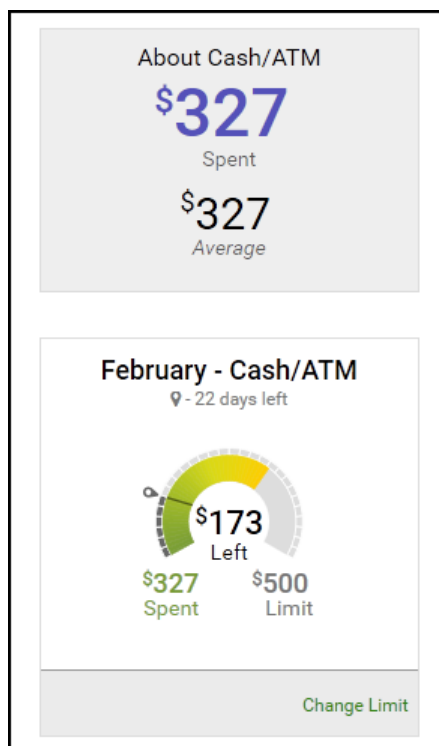 About Cash/ATM
$327
Spent
$327
Average
February - Cash/ATM
- 22 days left
$173
Left
$327 $500
Spent Limit
Change Limit